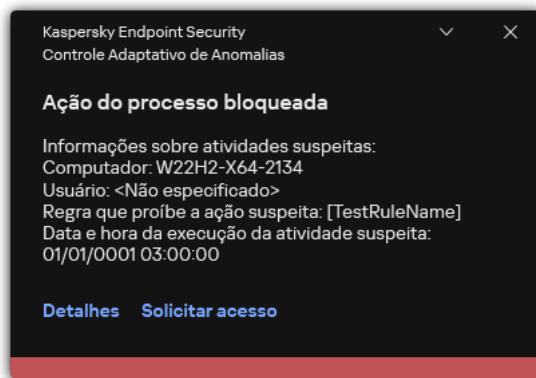 Kaspersky Endpoint Security
Controle Adaptativo de Anomalias
Ação do processo bloqueada
Informações sobre atividades suspeitas:
Computador: W22H2-X64-2134
Usuário: <Não especificado>
Regra que proíbe a ação suspeita: [TestRuleName]
Data e hora da execução da atividade suspeita:
01/01/0001 03:00:00
Detalhes Solicitar acesso